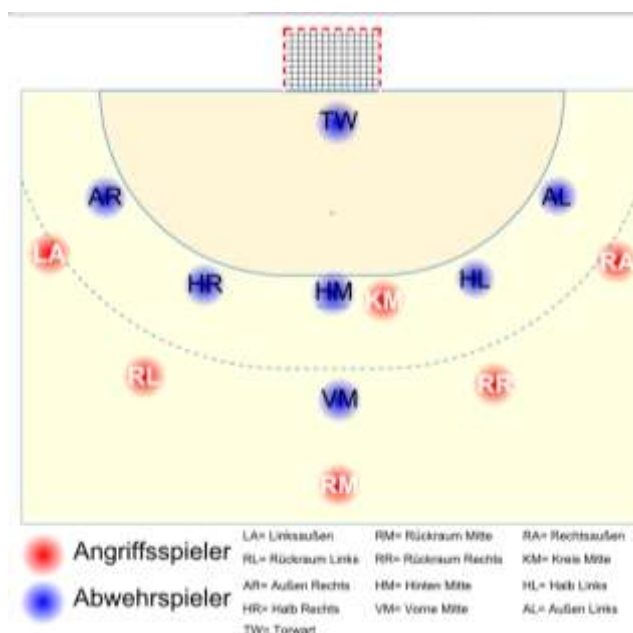 TW
AR
AL
LA
RA
HR
HM
KM
HL
RL
RR
VM
RM
Angriffsspieler
LA= Linksaußen
RM= Rückraum Mitte
RA= Rechtsaußen
RL= Rückraum Links
RR= Rückraum Rechts
KM= Kreis Mitte
Abwehrspieler
AR= Außen Rechts
HM= Hinten Mitte
HL= Halb Links
HR= Halb Rechts
VM= Vorne Mitte
AL= Außen Links
TW= Torwart